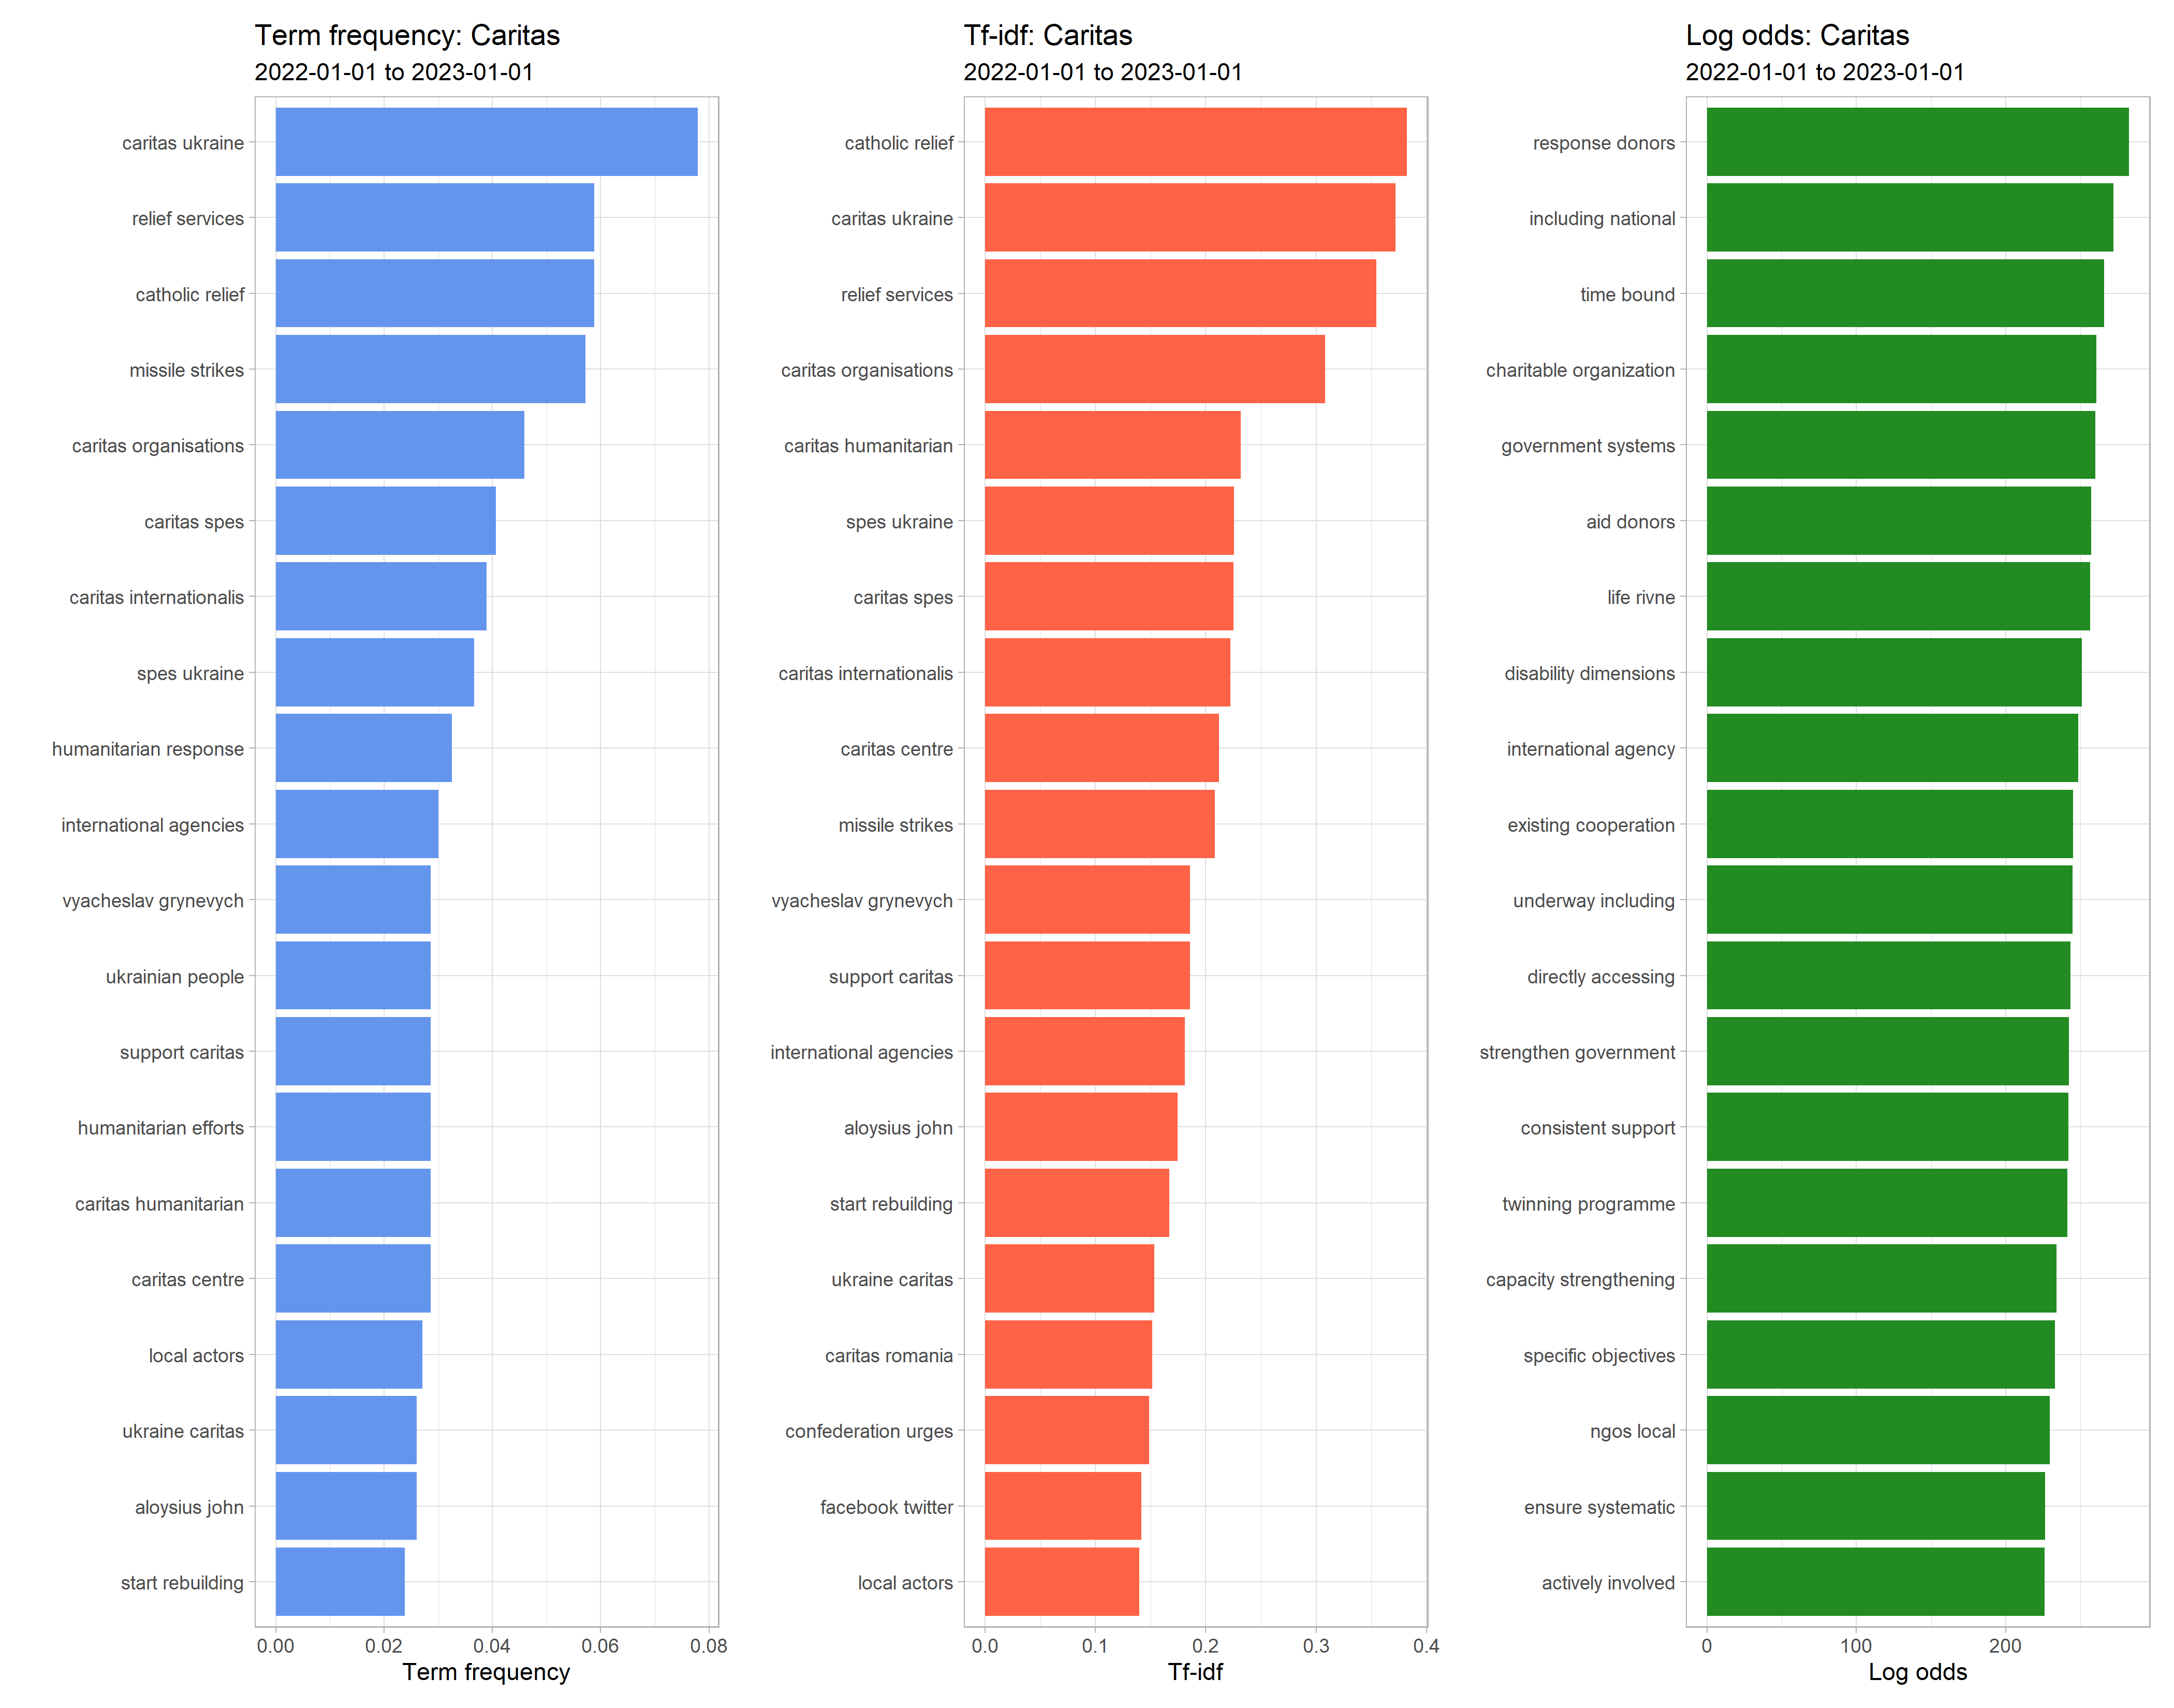 Term frequency: Caritas
2022-01-01 to 2023-01-01
caritas ukraine
relief services
catholic relief
missile strikes
caritas organisations
caritas spes
caritas internationalis
spes ukraine
humanitarian response
international agencies
vyacheslav grynevych
ukrainian people
support caritas
humanitarian efforts
caritas humanitarian
caritas centre
local actors
ukraine caritas
aloysius john
start rebuilding
0.00 0.02 0.04 0.06 0.08
Term frequency
Tf-idf: Caritas
2022-01-01 to 2023-01-01
catholic relief
caritas ukraine
relief services
caritas organisations
caritas humanitarian
spes ukraine
caritas spes
caritas internationalis
caritas centre
missile strikes
vyacheslav grynevych
support caritas
international agencies
aloysius john
start rebuilding
ukraine caritas
caritas romania
confederation urges
facebook twitter
local actors
0.0 0.1 0.2 0.3 0.4
Tf-idf
Log odds: Caritas
2022-01-01 to 2023-01-01
response donors
including national
time bound
charitable organization
government systems
aid donors
life rivne
disability dimensions
international agency
existing cooperation
underway including
directly accessing
strengthen government
consistent support
twinning programme
capacity strengthening
specific objectives
ngos local
ensure systematic
actively involved
0 100 200
Log odds